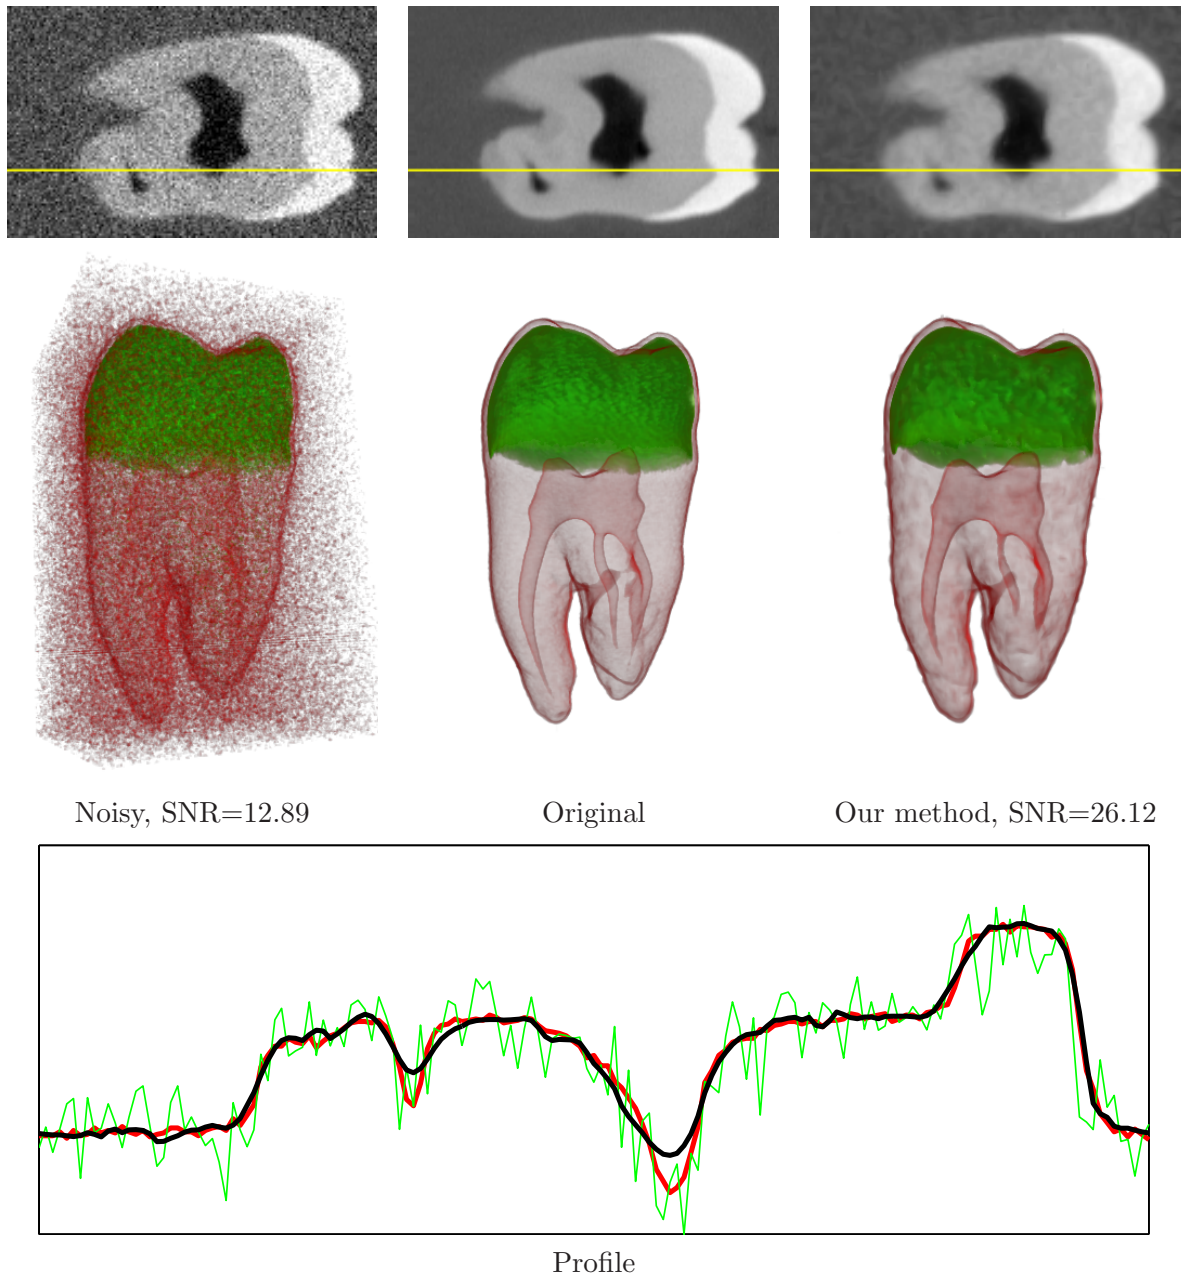 Noisy, SNR=12.89
Original
Our method, SNR=26.12
Profile